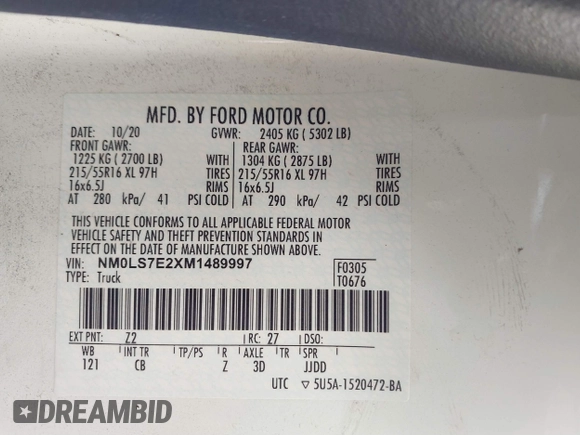 MFD. BY FORD MOTOR CO.
DATE: 10/20 GVWR: 2405 KG ( 5302 LB)
FRONT GAWR: REAR GAWR:
1225 KG ( 2700 LB) WITH 1304 KG ( 2875 LB) WITH
215/55R16 XL 97H TIRES 215/55R16 XL 97H TIRES
16x6.5J RIMS 16x6.5J RIMS
AT 280 kPa/ 41 PSI COLD AT 290 kPa/ 42 PSI COLD
THIS VEHICLE CONFORMS TO ALL APPLICABLE FEDERAL MOTOR
VEHICLE SAFETY AND THEFT PREVENTION STANDARDS IN
EFFECT ON THE DATE OF MANUFACTURE SHOWN ABOVE.
VIN: NM0LS7E2XM1489997 F0305
TYPE: Truck T0676
EXT PNT: Z2 RC: 27 DSO:
WB INT TR TP/PS R AXLE TR SPR
121 CB Z 3D JJDD
UTC ▽ 5U5A-1520472-BA
DREAMBID